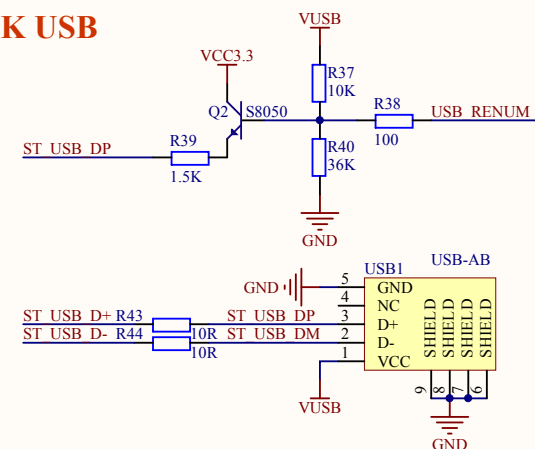 K USB
VUSB
VCC3.3
R37
10K
Q2
S8050
R38
USB_RENUM
100
R39
ST_USB_DP
1.5K
R40
36K
GND
USB1
USB-AB
GND
5
GND
4
NC
ST_USB_D+ R43
ST_USB_DP
3
D+
ST_USB_D- R44
10R
ST_USB_DM
2
D-
10R
1
VCC
SHIELD
SHIELD
SHIELD
SHIELD
9
8
7
6
VUSB
GND